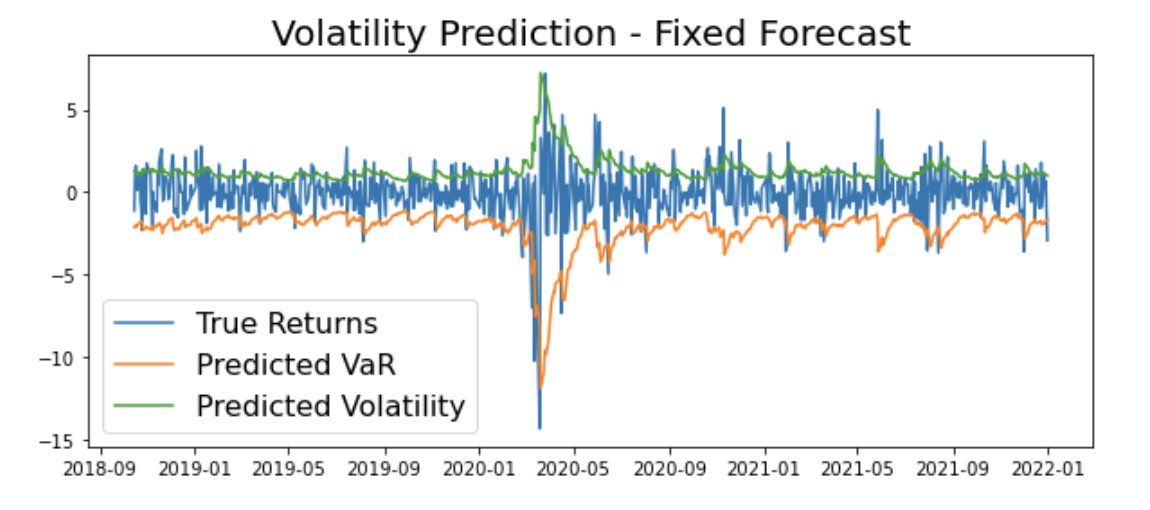 Volatility Prediction - Fixed Forecast
5
0
−5
−10
−15
True Returns
Predicted VaR
Predicted Volatility
2018-09 2019-01 2019-05 2019-09 2020-01 2020-05 2020-09 2021-01 2021-05 2021-09 2022-01